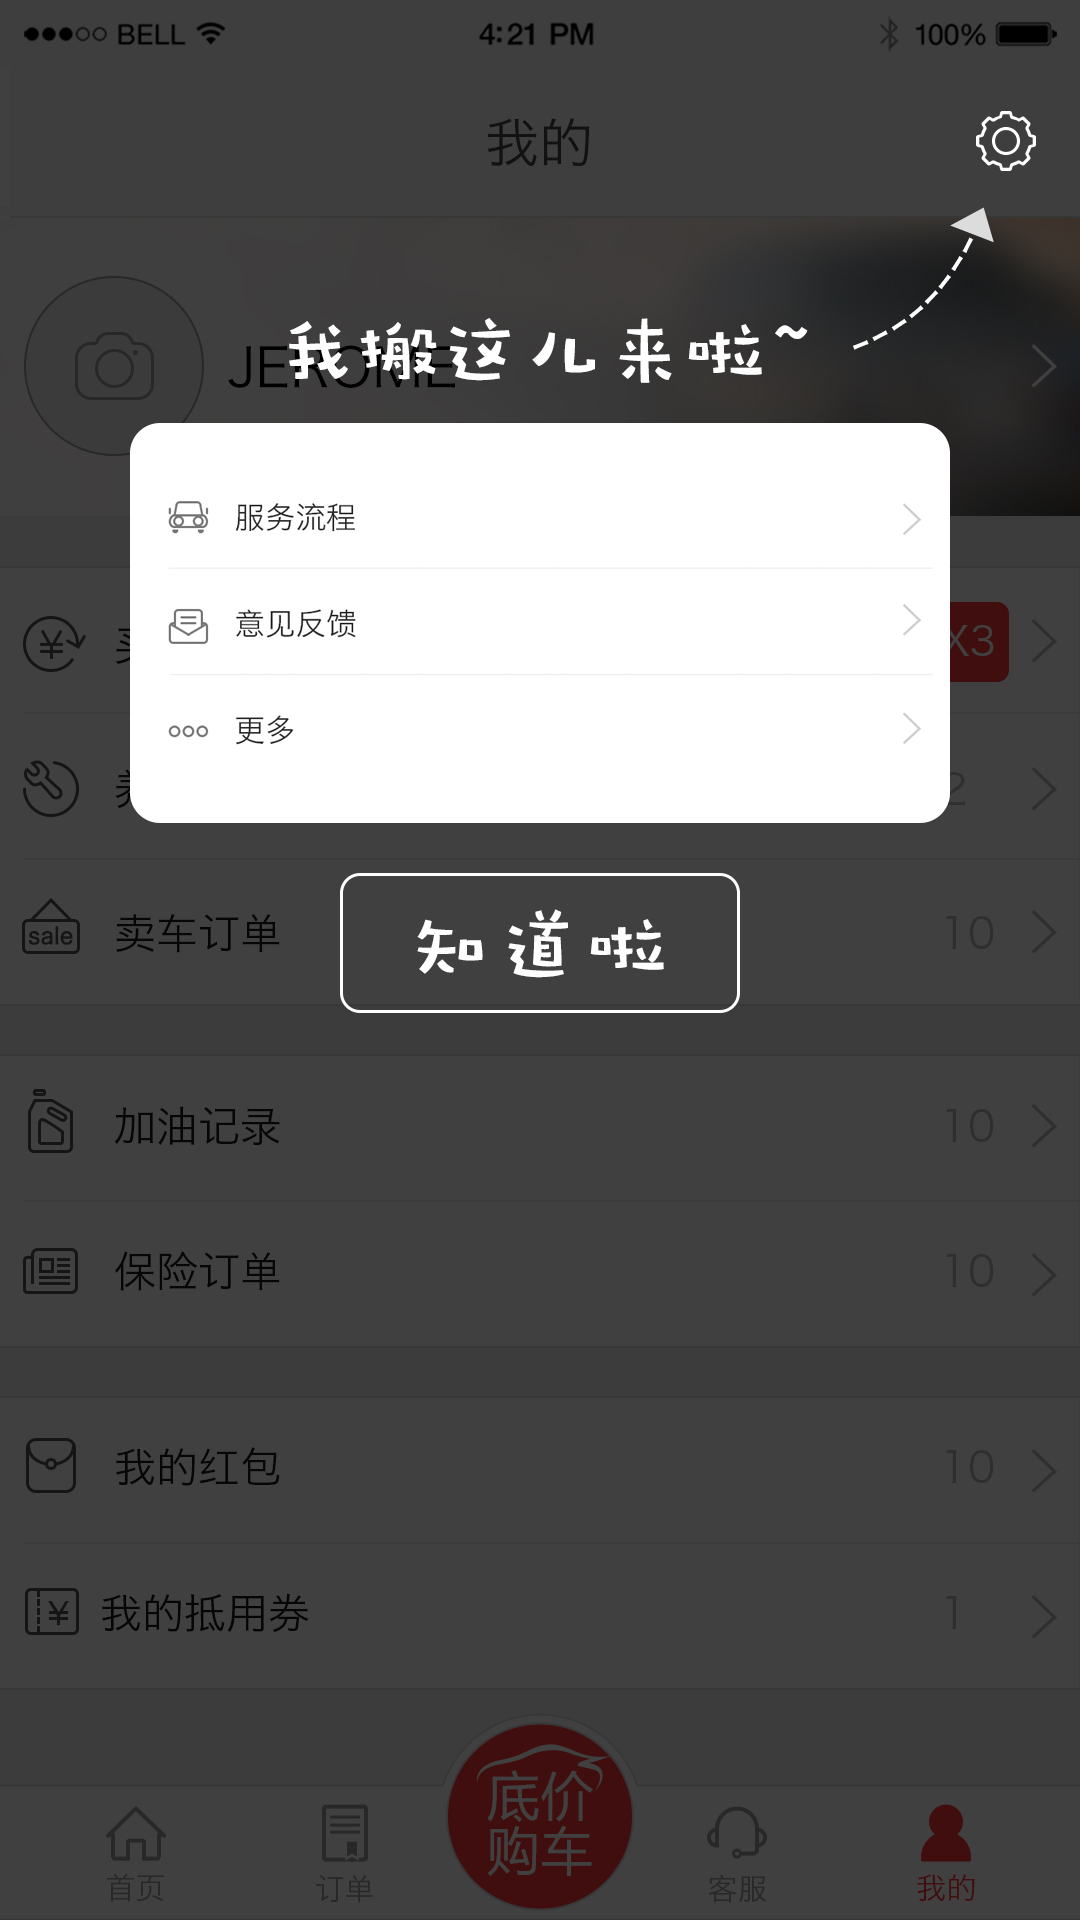 BELL 4:21 PM 100%
我的
JEROME
我搬这儿来啦~
服务流程
意见反馈
更多
X3
2
知道啦
sale 卖车订单 10
加油记录 10
保险订单 10
我的红包 10
¥ 我的抵用券 1
底价
购车
首页 订单 客服 我的